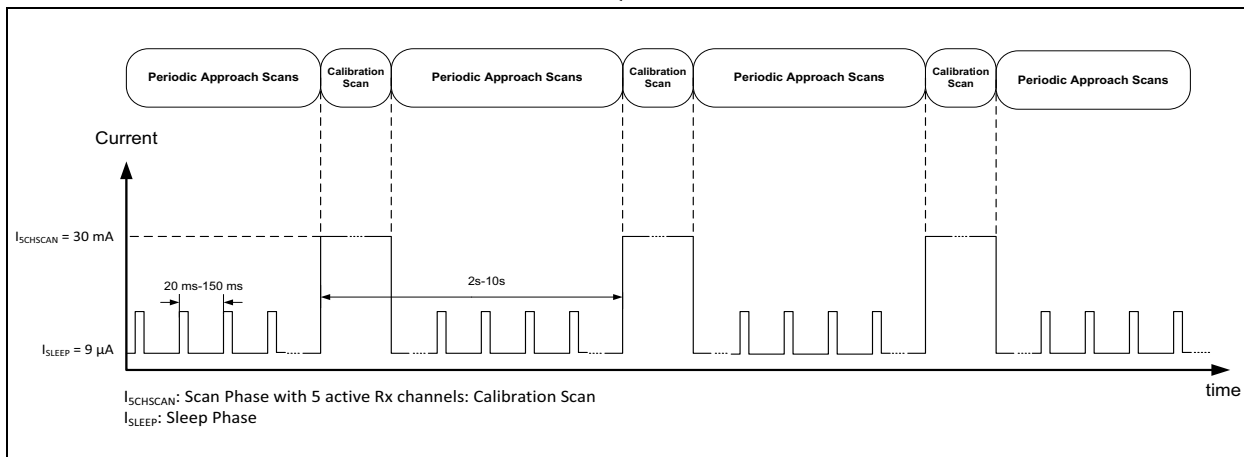 Periodic Approach Scans
Calibration
Scan
Periodic Approach Scans
Calibration
Scan
Periodic Approach Scans
Calibration
Scan
Periodic Approach Scans
Current
I5CHSCAN = 30 mA
20 ms-150 ms
2s-10s
ISLEEP = 9 µA
time
I5CHSCAN: Scan Phase with 5 active Rx channels: Calibration Scan
ISLEEP: Sleep Phase